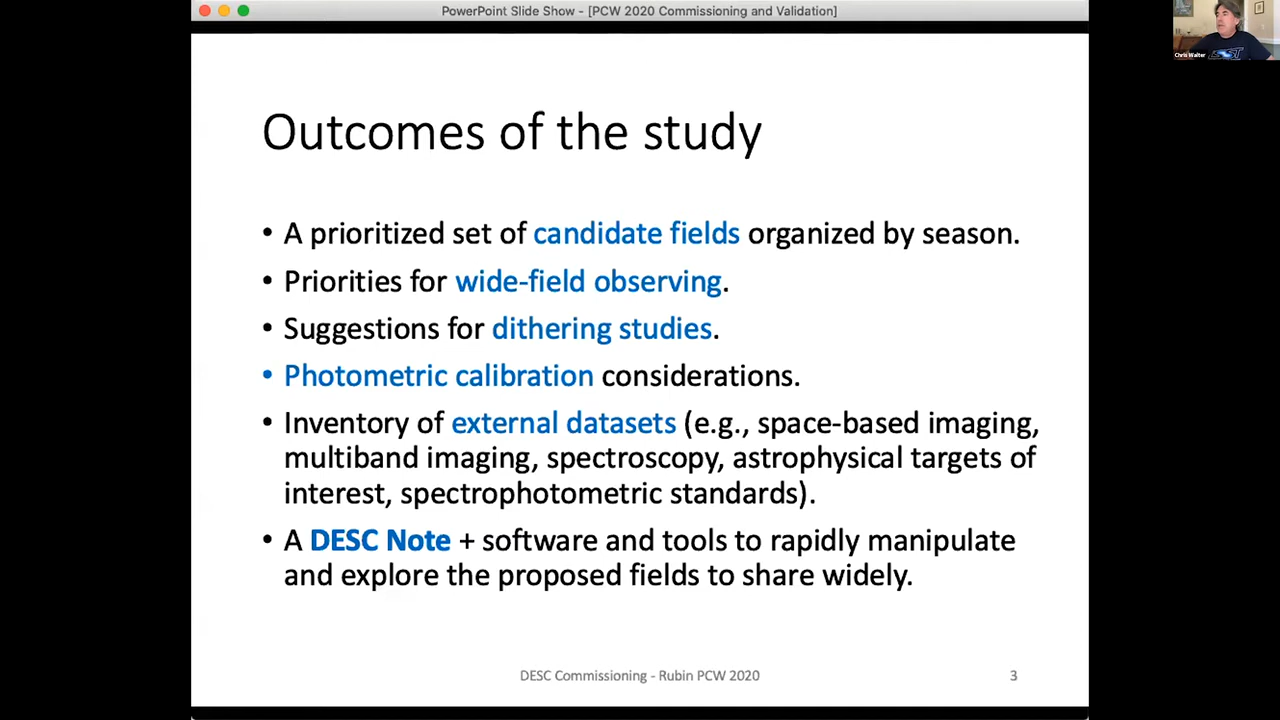 PowerPoint Slide Show - [PCW 2020 Commissioning and Validation]
Chris Walter
Outcomes of the study
• A prioritized set of candidate fields organized by season.
• Priorities for wide-field observing.
• Suggestions for dithering studies.
• Photometric calibration considerations.
• Inventory of external datasets (e.g., space-based imaging,
multiband imaging, spectroscopy, astrophysical targets of
interest, spectrophotometric standards).
• A DESC Note + software and tools to rapidly manipulate
and explore the proposed fields to share widely.
DESC Commissioning - Rubin PCW 2020
3